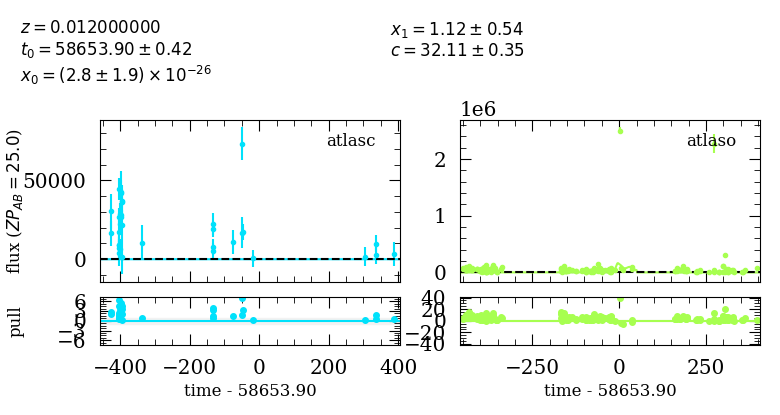 z = 0.012000000
t₀ = 58653.90 ± 0.42
x₀ = (2.8 ± 1.9) × 10⁻²⁶
x₁ = 1.12 ± 0.54
c = 32.11 ± 0.35
1e6
atlasc
atlaso
flux (ZP_AB = 25.0)
50000
0
2
1
0
pull
6
3
0
−3
−6
40
20
0
−20
−40
−400 −200 0 200 400
−250 0 250
time - 58653.90
time - 58653.90